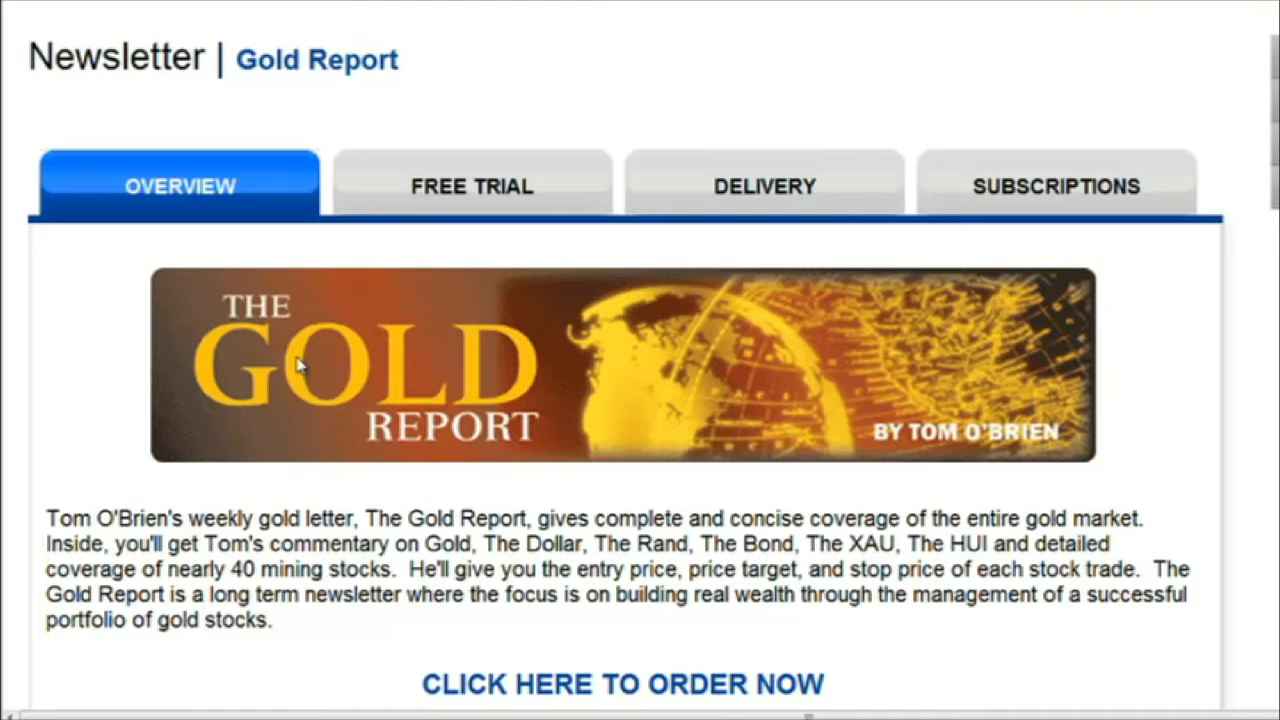 Newsletter | Gold Report
OVERVIEW
FREE TRIAL
DELIVERY
SUBSCRIPTIONS
THE
GOLD
REPORT
BY TOM O'BRIEN
Tom O'Brien's weekly gold letter, The Gold Report, gives complete and concise coverage of the entire gold market.
Inside, you'll get Tom's commentary on Gold, The Dollar, The Rand, The Bond, The XAU, The HUI and detailed
coverage of nearly 40 mining stocks.  He'll give you the entry price, price target, and stop price of each stock trade.  The
Gold Report is a long term newsletter where the focus is on building real wealth through the management of a successful
portfolio of gold stocks.
CLICK HERE TO ORDER NOW